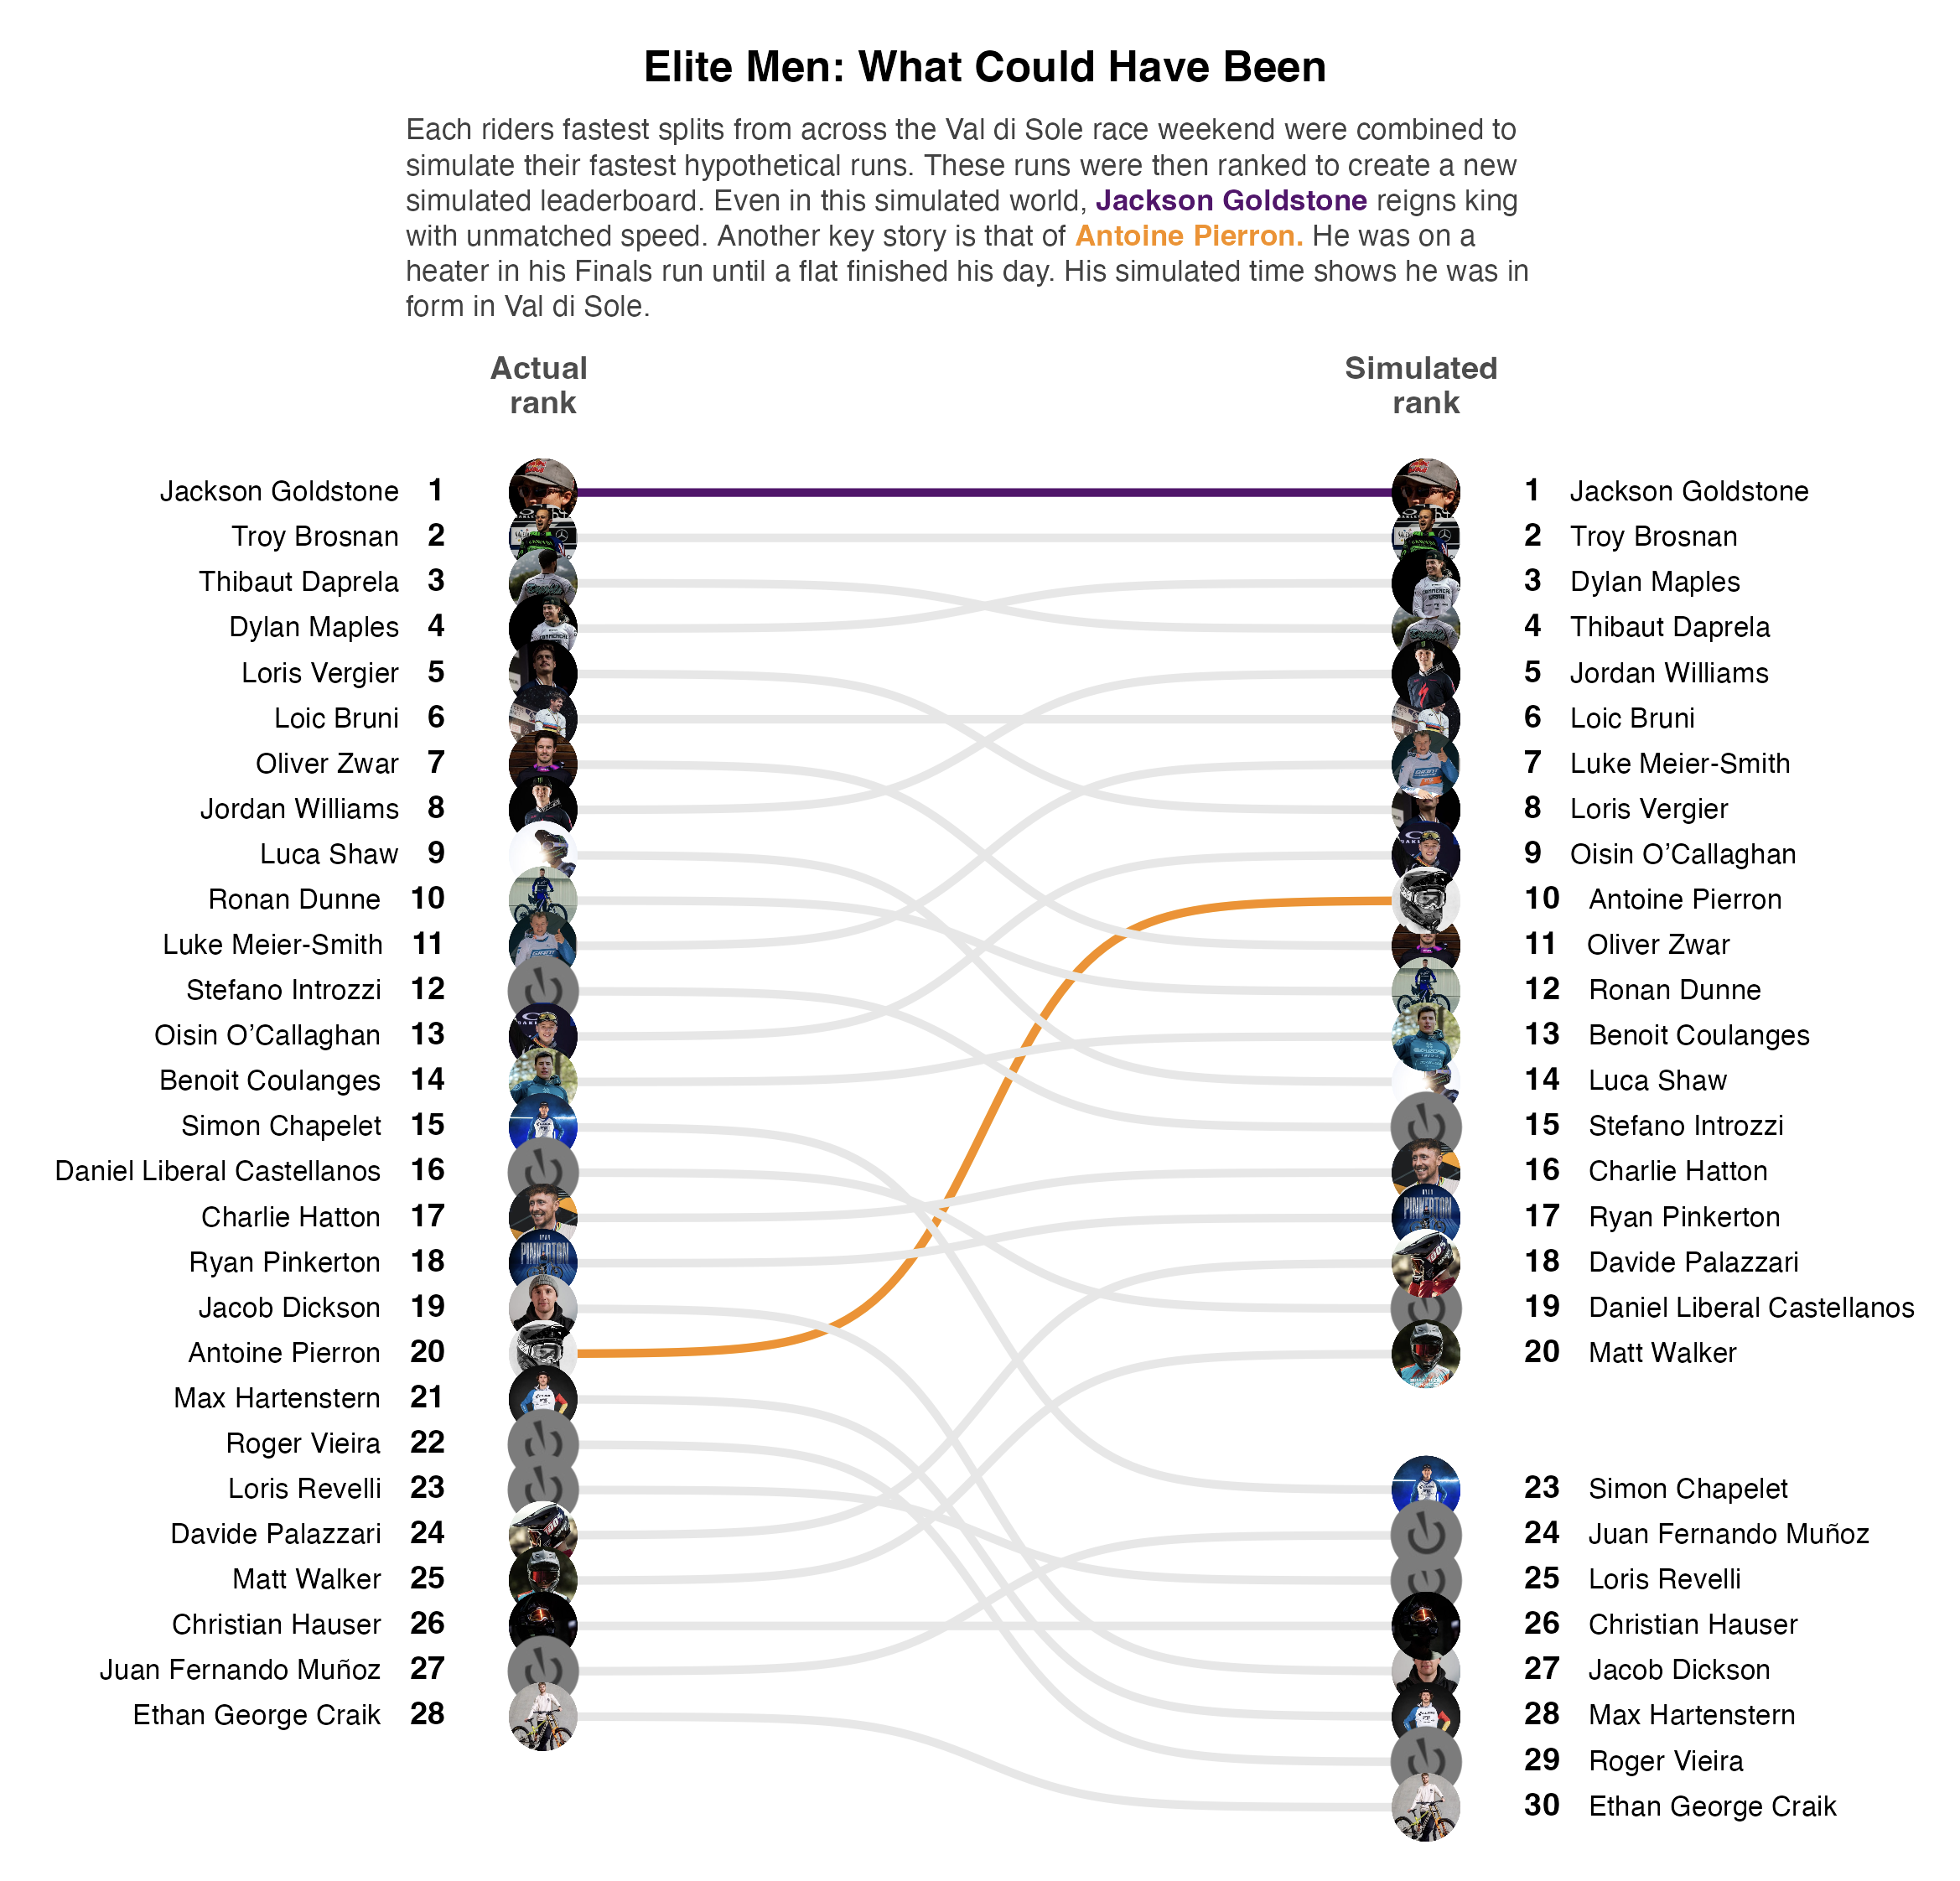 Elite Men: What Could Have Been
Each riders fastest splits from across the Val di Sole race weekend were combined to
simulate their fastest hypothetical runs. These runs were then ranked to create a new
simulated leaderboard. Even in this simulated world, Jackson Goldstone reigns king
with unmatched speed. Another key story is that of Antoine Pierron. He was on a
heater in his Finals run until a flat finished his day. His simulated time shows he was in
form in Val di Sole.
Actual
rank
Simulated
rank
Jackson Goldstone 1
1 Jackson Goldstone
Troy Brosnan 2
2 Troy Brosnan
Thibaut Daprela 3
3 Dylan Maples
Dylan Maples 4
4 Thibaut Daprela
Loris Vergier 5
5 Jordan Williams
Loic Bruni 6
6 Loic Bruni
Oliver Zwar 7
7 Luke Meier-Smith
Jordan Williams 8
8 Loris Vergier
Luca Shaw 9
9 Oisin O’Callaghan
Ronan Dunne 10
10 Antoine Pierron
Luke Meier-Smith 11
11 Oliver Zwar
Stefano Introzzi 12
12 Ronan Dunne
Oisin O’Callaghan 13
13 Benoit Coulanges
Benoit Coulanges 14
14 Luca Shaw
Simon Chapelet 15
15 Stefano Introzzi
Daniel Liberal Castellanos 16
16 Charlie Hatton
Charlie Hatton 17
17 Ryan Pinkerton
Ryan Pinkerton 18
18 Davide Palazzari
Jacob Dickson 19
19 Daniel Liberal Castellanos
Antoine Pierron 20
20 Matt Walker
Max Hartenstern 21
Roger Vieira 22
Loris Revelli 23
23 Simon Chapelet
Davide Palazzari 24
24 Juan Fernando Muñoz
Matt Walker 25
25 Loris Revelli
Christian Hauser 26
26 Christian Hauser
Juan Fernando Muñoz 27
27 Jacob Dickson
Ethan George Craik 28
28 Max Hartenstern
29 Roger Vieira
30 Ethan George Craik